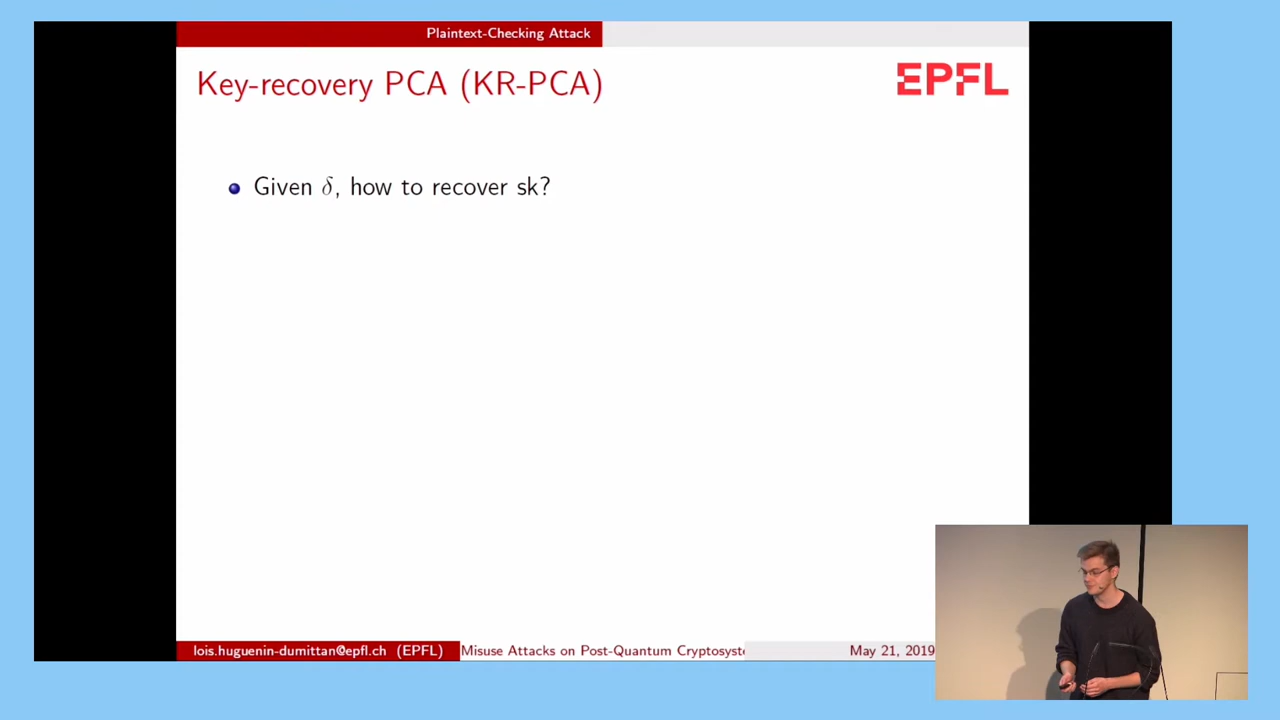 Plaintext-Checking Attack
Key-recovery PCA (KR-PCA)
EPFL
Given δ, how to recover sk?
lois.huguenin-dumittan@epfl.ch (EPFL)
Misuse Attacks on Post-Quantum Cryptosyste
May 21, 2019